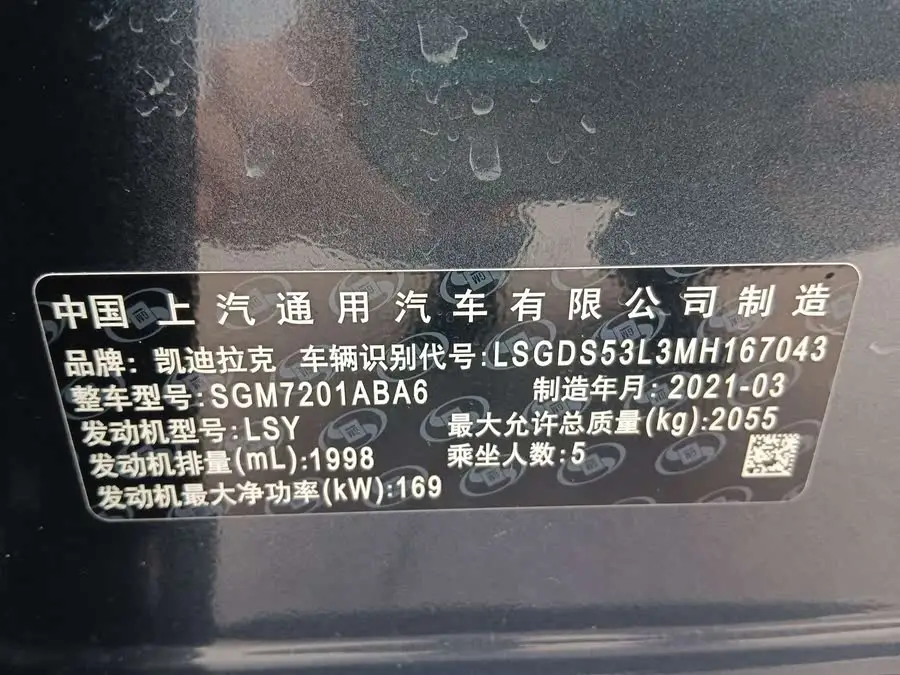 中国 上汽通用汽车有限公司制造
品牌: 凯迪拉克 车辆识别代号:LSGDS53L3MH167043
整车型号:SGM7201ABA6 制造年月: 2021-03
发动机型号:LSY 最大允许总质量(kg):2055
发动机排量(mL):1998 乘坐人数:5
发动机最大净功率(kW):169